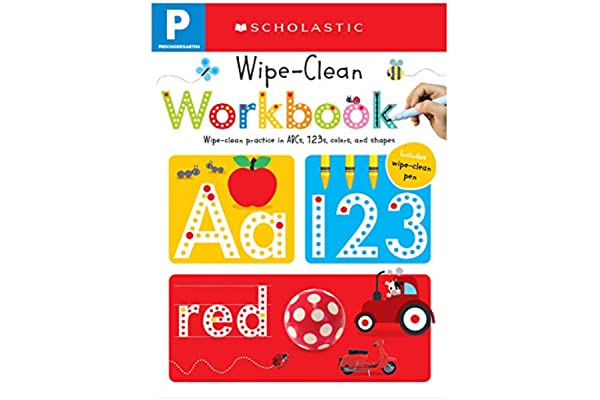 P
PREKINDERGARTEN
SCHOLASTIC
Wipe-Clean
Workbook
Wipe-clean practice in ABCs, 123s, colors, and shapes
Includes
wipe-clean
pen
Aa
123
red